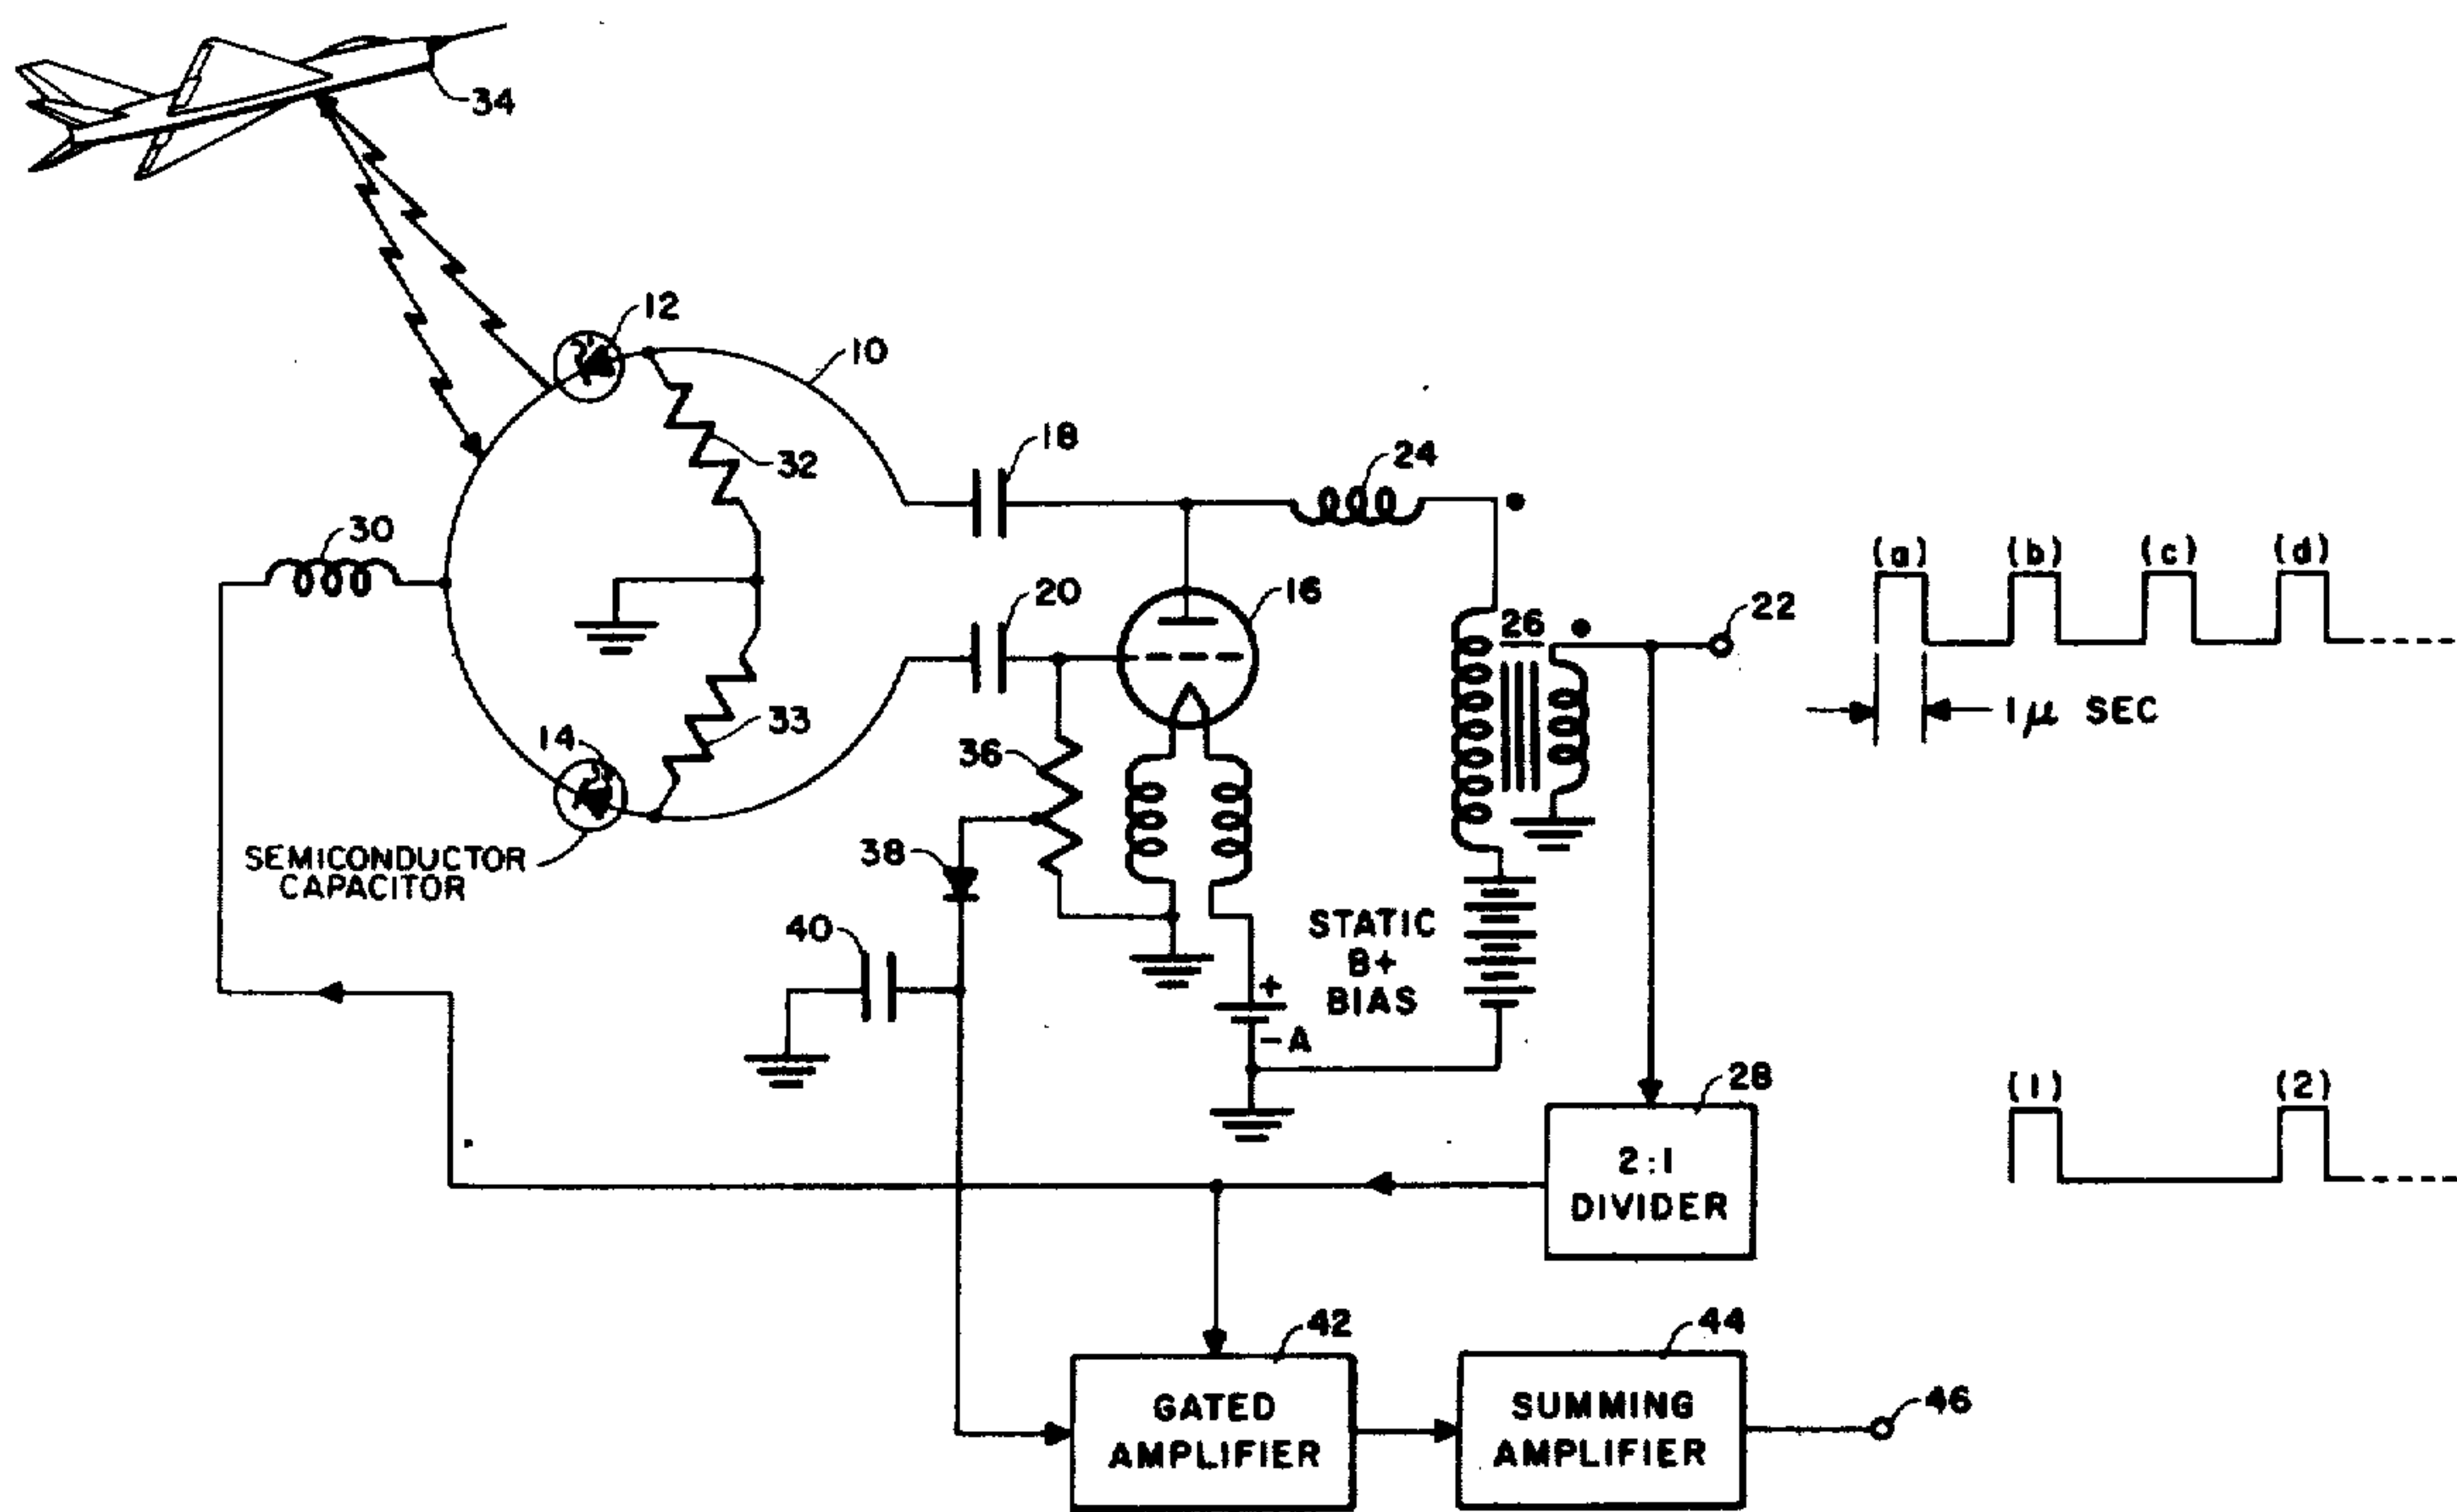 34
12
10
18
24
32
30
(a) (b) (c) (d)
20
16
26
22
1 μ SEC
33
14
36
SEMICONDUCTOR
CAPACITOR
38
40
STATIC
B+
BIAS
+
-A
28
(1) (2)
2:1
DIVIDER
42
44
GATED
AMPLIFIER
SUMMING
AMPLIFIER
46